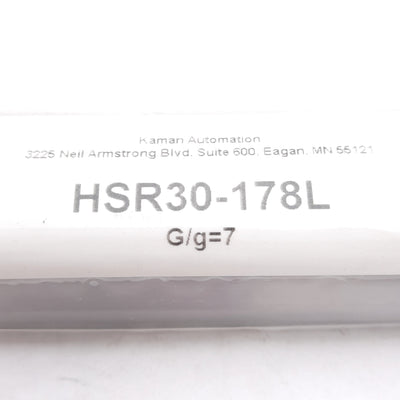 Kaman Automation
3225 Neil Armstrong Blvd. Suite 600, Eagan, MN 55121
HSR30-178L
G/g=7